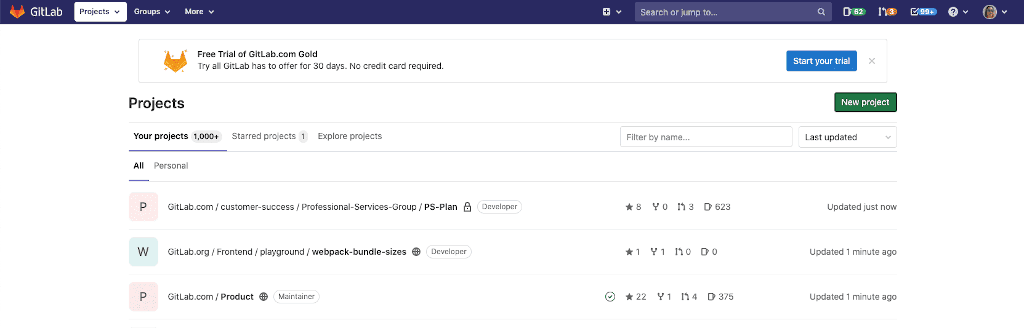 GitLab Projects Groups More Search or jump to... 62 3 99+
Free Trial of GitLab.com Gold
Try all GitLab has to offer for 30 days. No credit card required.
Start your trial
Projects
New project
Your projects 1,000+ Starred projects 1 Explore projects Filter by name... Last updated
All Personal
P GitLab.com / customer-success / Professional-Services-Group / PS-Plan Developer 8 0 3 623 Updated just now
W GitLab.org / Frontend / playground / webpack-bundle-sizes Developer 1 1 0 0 Updated 1 minute ago
P GitLab.com / Product Maintainer 22 1 4 375 Updated 1 minute ago